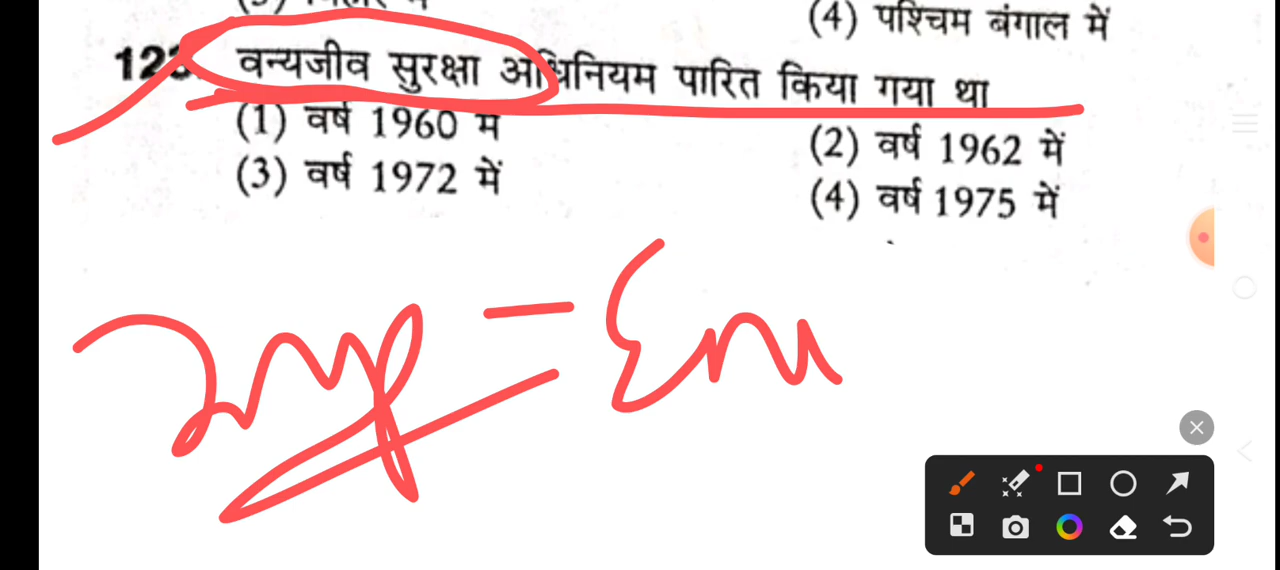 (4) पश्चिम बंगाल में
123. वन्यजीव सुरक्षा अधिनियम पारित किया गया था
(1) वर्ष 1960 में
(2) वर्ष 1962 में
(3) वर्ष 1972 में
(4) वर्ष 1975 में
Imp =